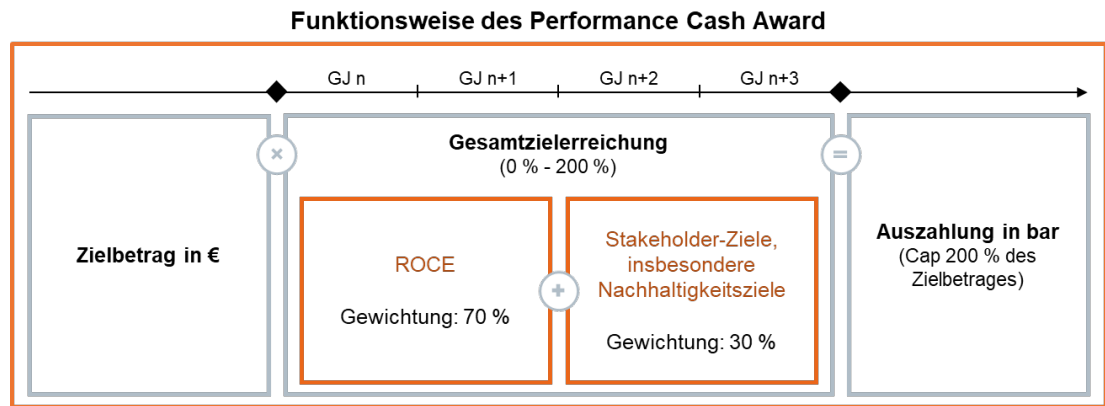 Funktionsweise des Performance Cash Award
GJ n
GJ n+1
GJ n+2
GJ n+3
Zielbetrag in €
×
Gesamtzielerreichung
(0 % - 200 %)
ROCE
Gewichtung: 70 %
+
Stakeholder-Ziele,
insbesondere
Nachhaltigkeitsziele
Gewichtung: 30 %
=
Auszahlung in bar
(Cap 200 % des
Zielbetrages)